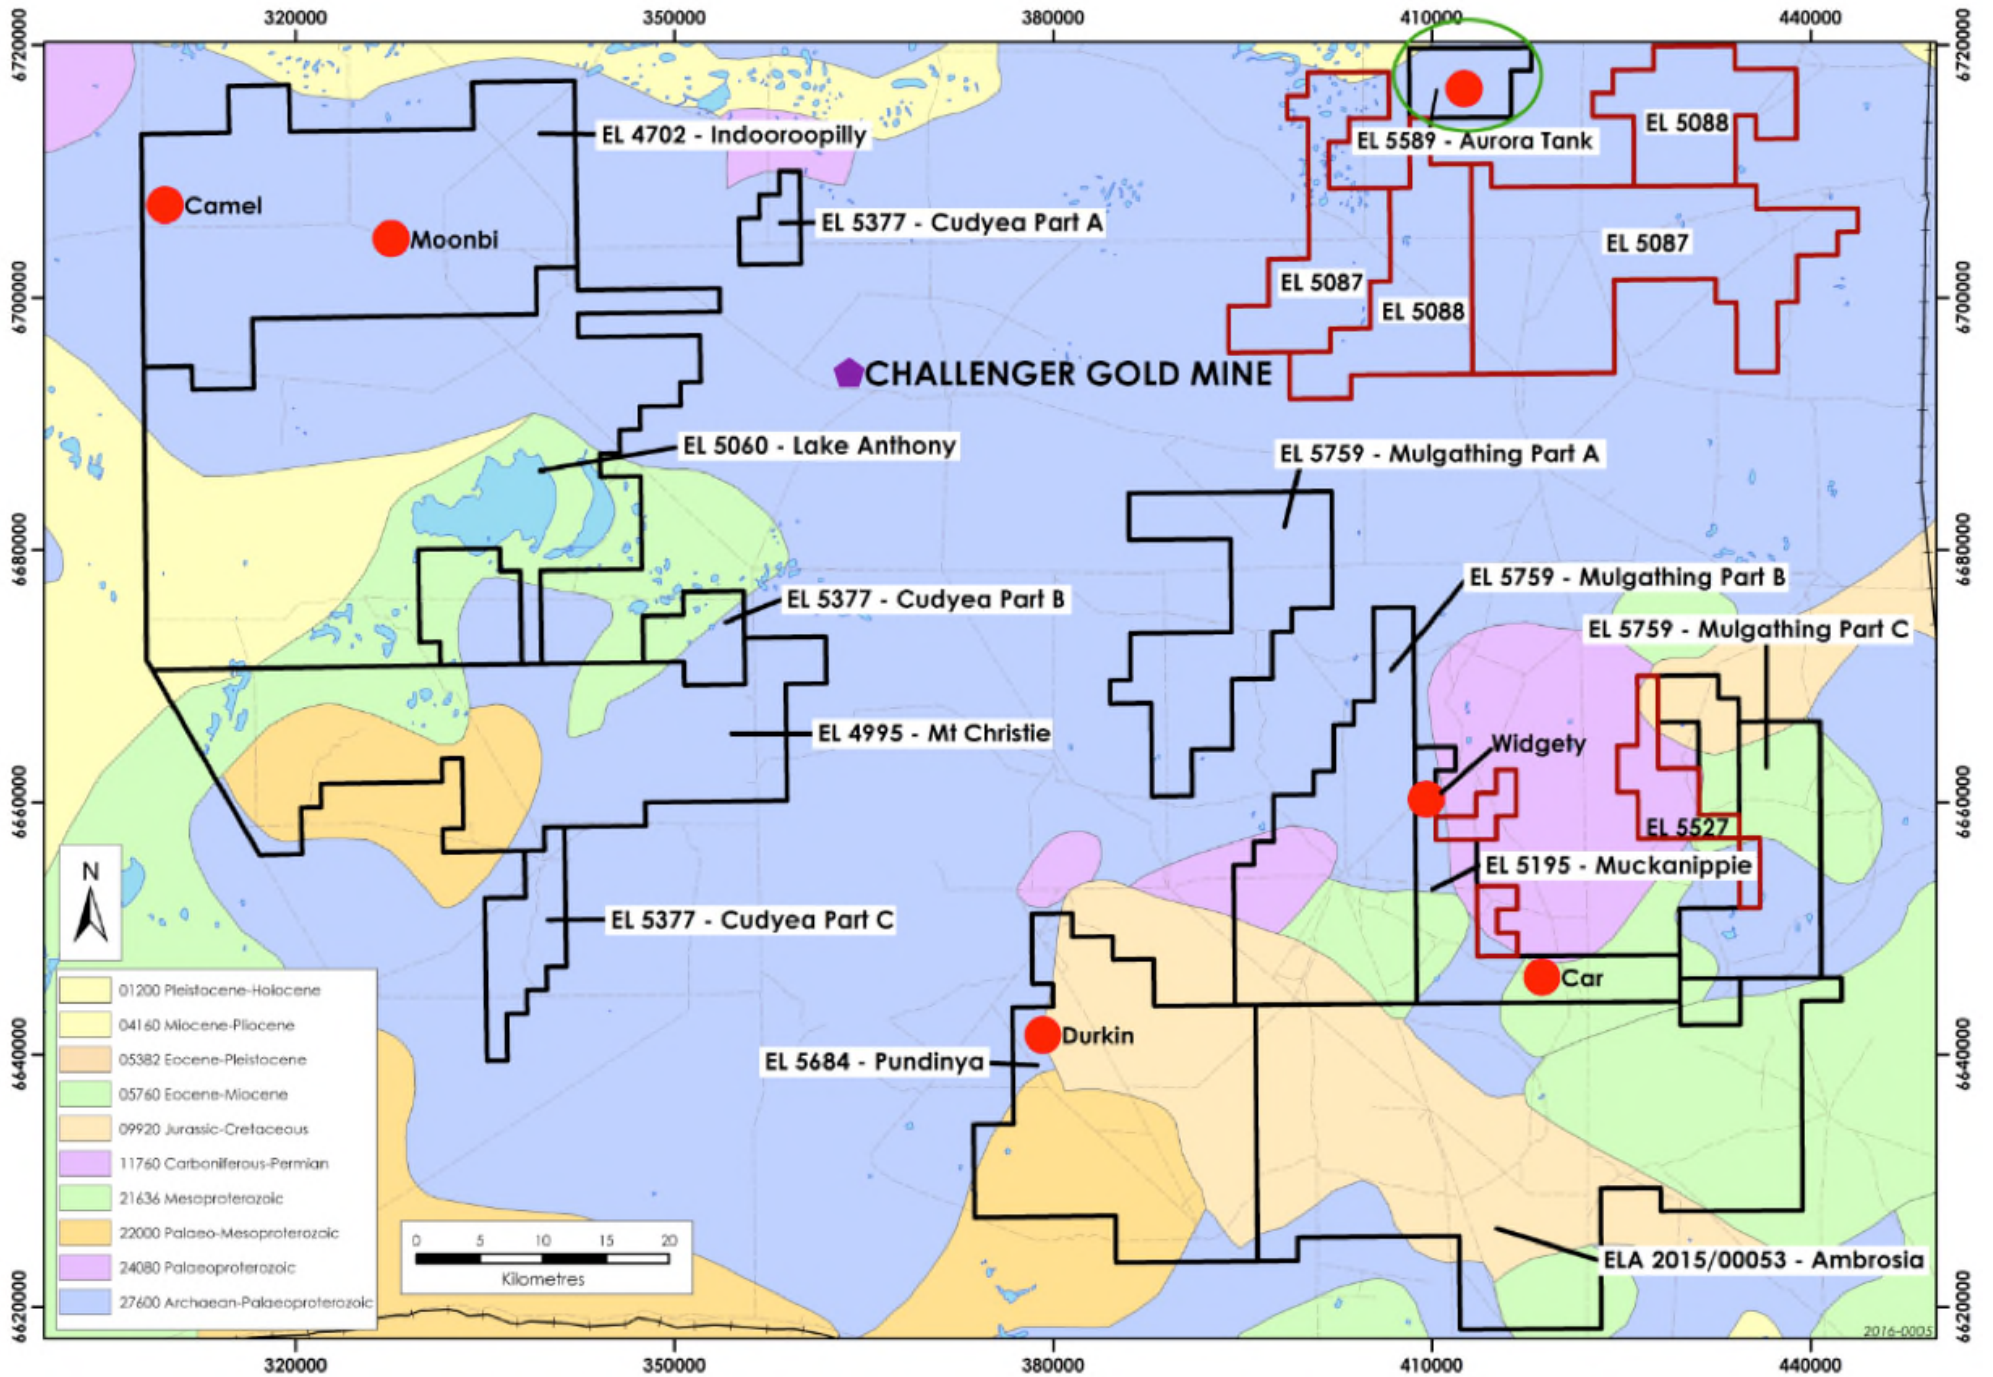 320000
350000
380000
410000
440000
6720000
6720000
EL 4702 - Indooroopilly
EL 5589 - Aurora Tank
EL 5088
Camel
Moonbi
EL 5377 - Cudyea Part A
EL 5087
EL 5087
EL 5088
6700000
6700000
CHALLENGER GOLD MINE
EL 5060 - Lake Anthony
EL 5759 - Mulgathing Part A
6680000
6680000
EL 5759 - Mulgathing Part B
EL 5377 - Cudyea Part B
EL 5759 - Mulgathing Part C
EL 4995 - Mt Christie
Widgety
6660000
6660000
EL 5527
EL 5195 - Muckanippie
N
EL 5377 - Cudyea Part C
Car
01200 Pleistocene-Holocene
04160 Miocene-Pliocene
05382 Eocene-Pleistocene
05760 Eocene-Miocene
09920 Jurassic-Cretaceous
11760 Carboniferous-Permian
21636 Mesoproterozoic
22000 Palaeo-Mesoproterozoic
24080 Palaeoproterozoic
27600 Archaean-Palaeoproterozoic
Durkin
EL 5684 - Pundinya
6640000
6640000
0 5 10 15 20
Kilometres
ELA 2015/00053 - Ambrosia
6620000
6620000
2016-0005
320000
350000
380000
410000
440000